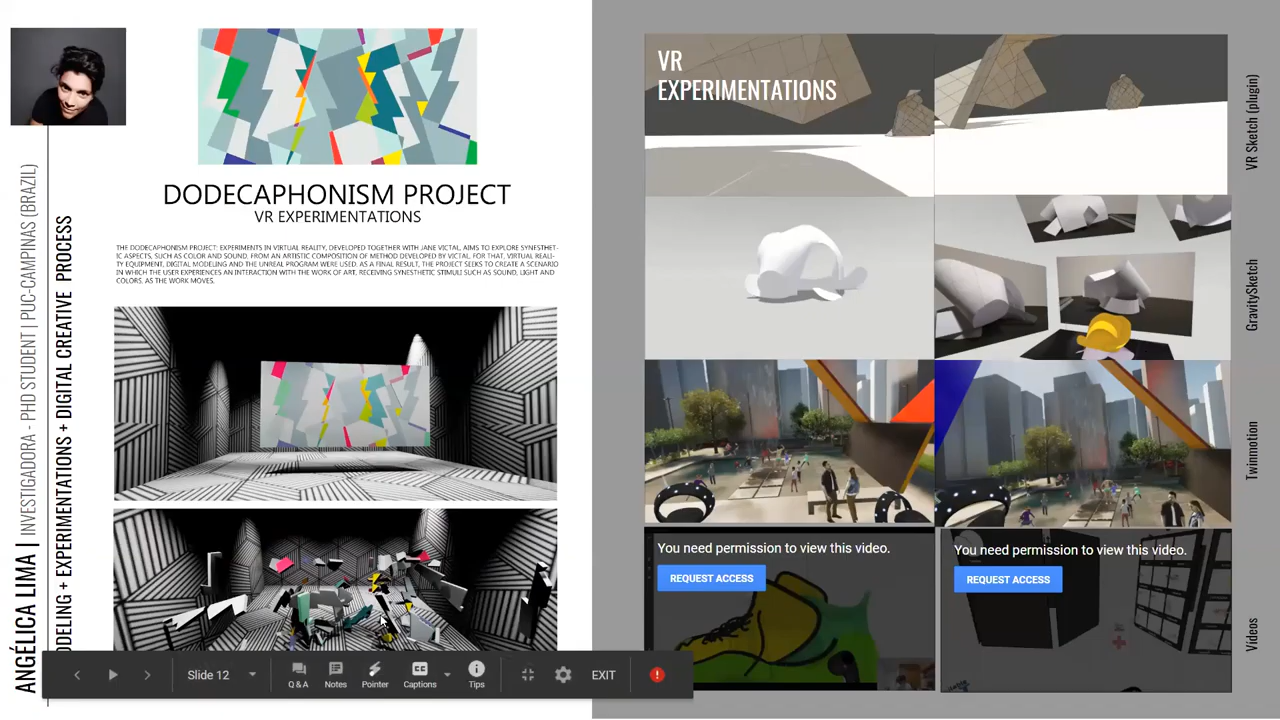 ANGÉLICA LIMA | INVESTIGADORA - PHD STUDENT | PUC-CAMPINAS (BRAZIL)
ODELING + EXPERIMENTATIONS + DIGITAL CREATIVE PROCESS
DODECAPHONISM PROJECT
VR EXPERIMENTATIONS
THE DODECAPHONISM PROJECT: EXPERIMENTS IN VIRTUAL REALITY, DEVELOPED TOGETHER WITH JANE VICTAL, AIMS TO EXPLORE SYNESTHET-
IC ASPECTS, SUCH AS COLOR AND SOUND, FROM AN ARTISTIC COMPOSITION OF METHOD DEVELOPED BY VICTAL. FOR THAT, VIRTUAL REALI-
TY EQUIPMENT, DIGITAL MODELING AND THE UNREAL PROGRAM WERE USED. AS A FINAL RESULT, THE PROJECT SEEKS TO CREATE A SCENARIO
IN WHICH THE USER EXPERIENCES AN INTERACTION WITH THE WORK OF ART, RECEIVING SYNESTHETIC STIMULI SUCH AS SOUND, LIGHT AND
COLORS, AS THE WORK MOVES.
VR
EXPERIMENTATIONS
VR Sketch (plugin)
GravitySketch
Twinmotion
Videos
You need permission to view this video.
REQUEST ACCESS
You need permission to view this video.
REQUEST ACCESS
Slide 12
Q & A
Notes
Pointer
Captions
Tips
EXIT